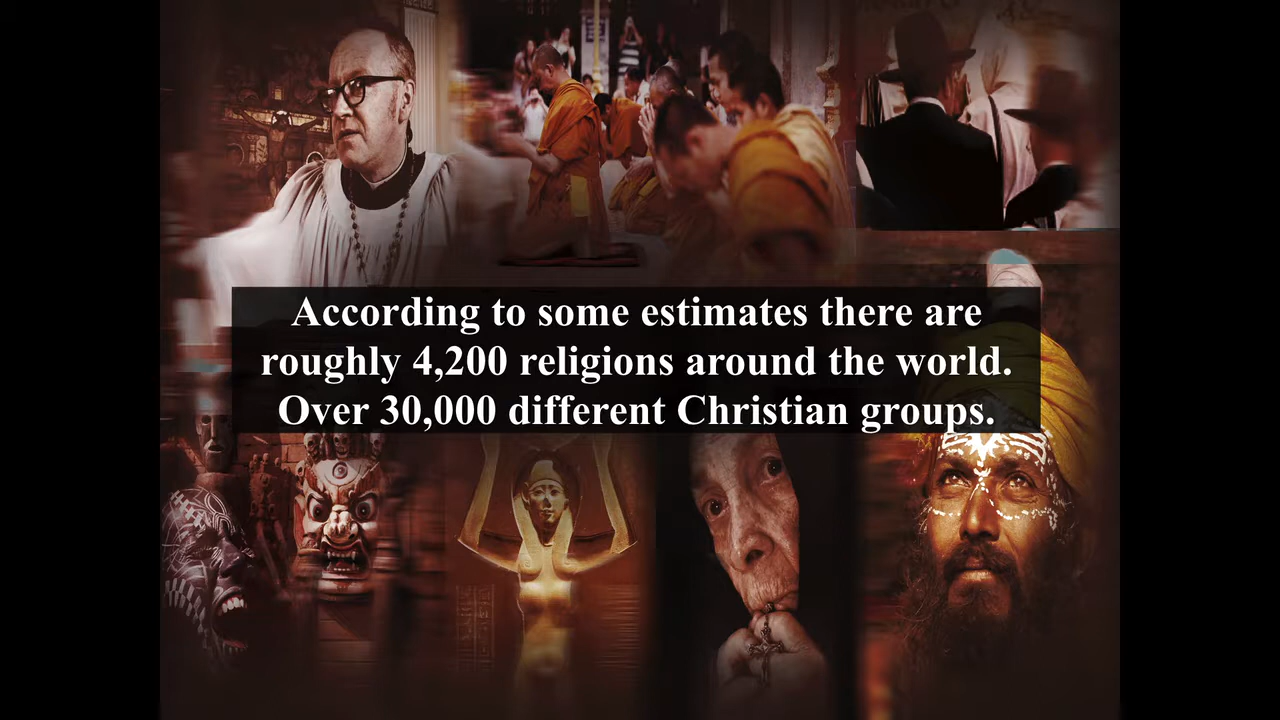 According to some estimates there are
roughly 4,200 religions around the world.
Over 30,000 different Christian groups.